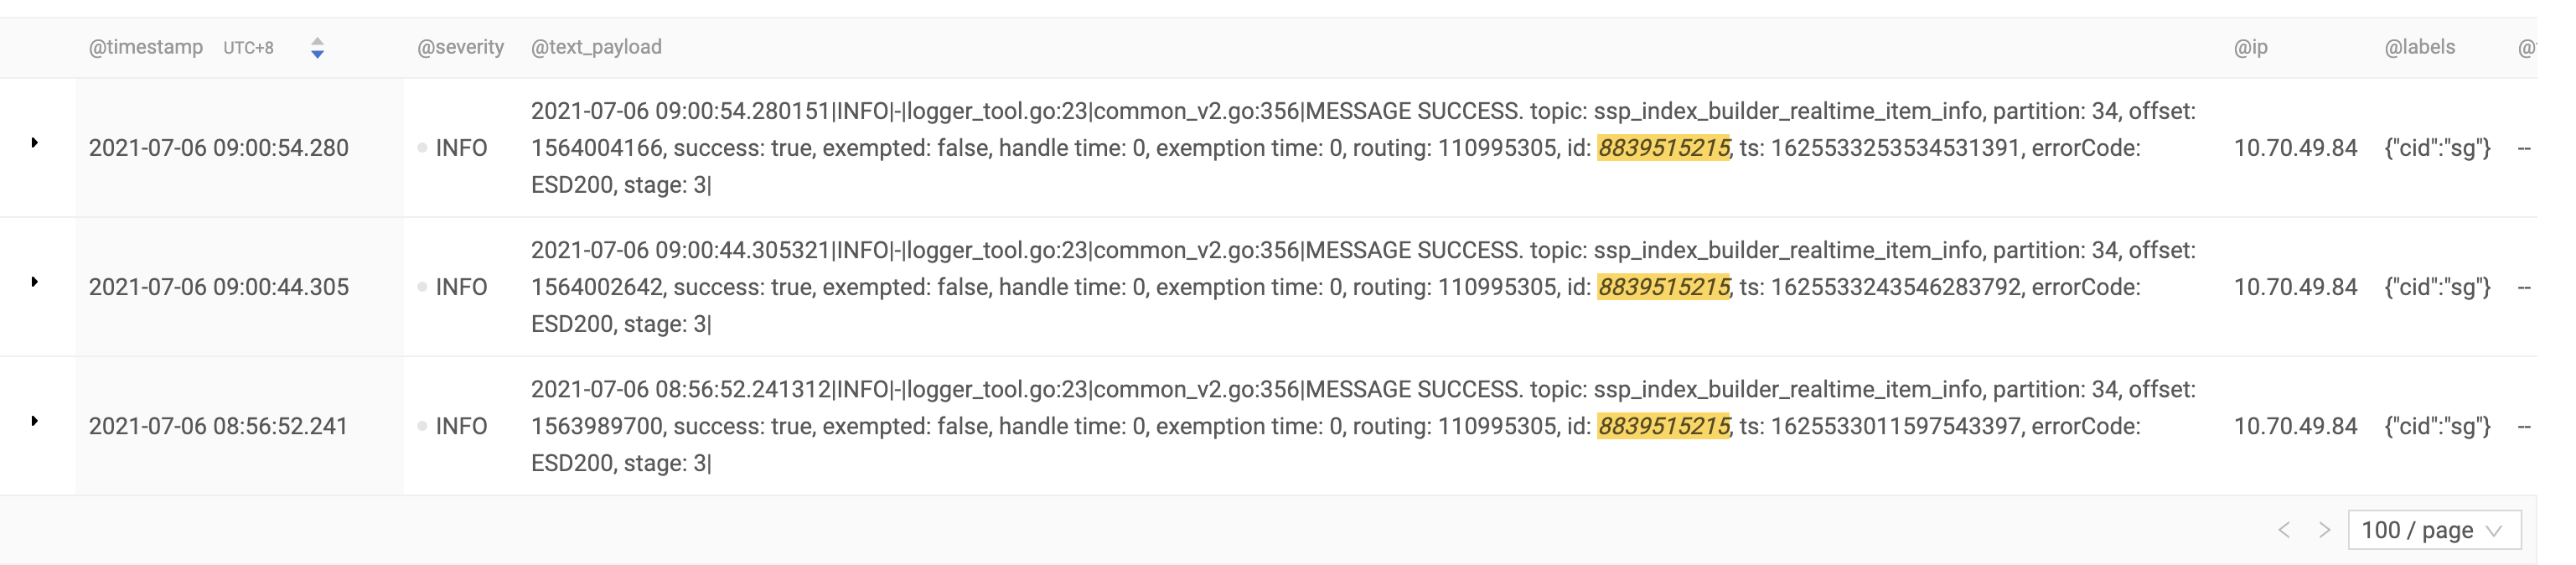 @timestamp UTC+8 @severity @text_payload @ip @labels
2021-07-06 09:00:54.280151|INFO|-|logger_tool.go:23|common_v2.go:356|MESSAGE SUCCESS. topic: ssp_index_builder_realtime_item_info, partition: 34, offset:
2021-07-06 09:00:54.280 INFO 1564004166, success: true, exempted: false, handle time: 0, exemption time: 0, routing: 110995305, id: 8839515215, ts: 1625533253534531391, errorCode: 10.70.49.84 {"cid":"sg"} --
ESD200, stage: 3|
2021-07-06 09:00:44.305321|INFO|-|logger_tool.go:23|common_v2.go:356|MESSAGE SUCCESS. topic: ssp_index_builder_realtime_item_info, partition: 34, offset:
2021-07-06 09:00:44.305 INFO 1564002642, success: true, exempted: false, handle time: 0, exemption time: 0, routing: 110995305, id: 8839515215, ts: 1625533243546283792, errorCode: 10.70.49.84 {"cid":"sg"} --
ESD200, stage: 3|
2021-07-06 08:56:52.241312|INFO|-|logger_tool.go:23|common_v2.go:356|MESSAGE SUCCESS. topic: ssp_index_builder_realtime_item_info, partition: 34, offset:
2021-07-06 08:56:52.241 INFO 1563989700, success: true, exempted: false, handle time: 0, exemption time: 0, routing: 110995305, id: 8839515215, ts: 1625533011597543397, errorCode: 10.70.49.84 {"cid":"sg"} --
ESD200, stage: 3|
100 / page